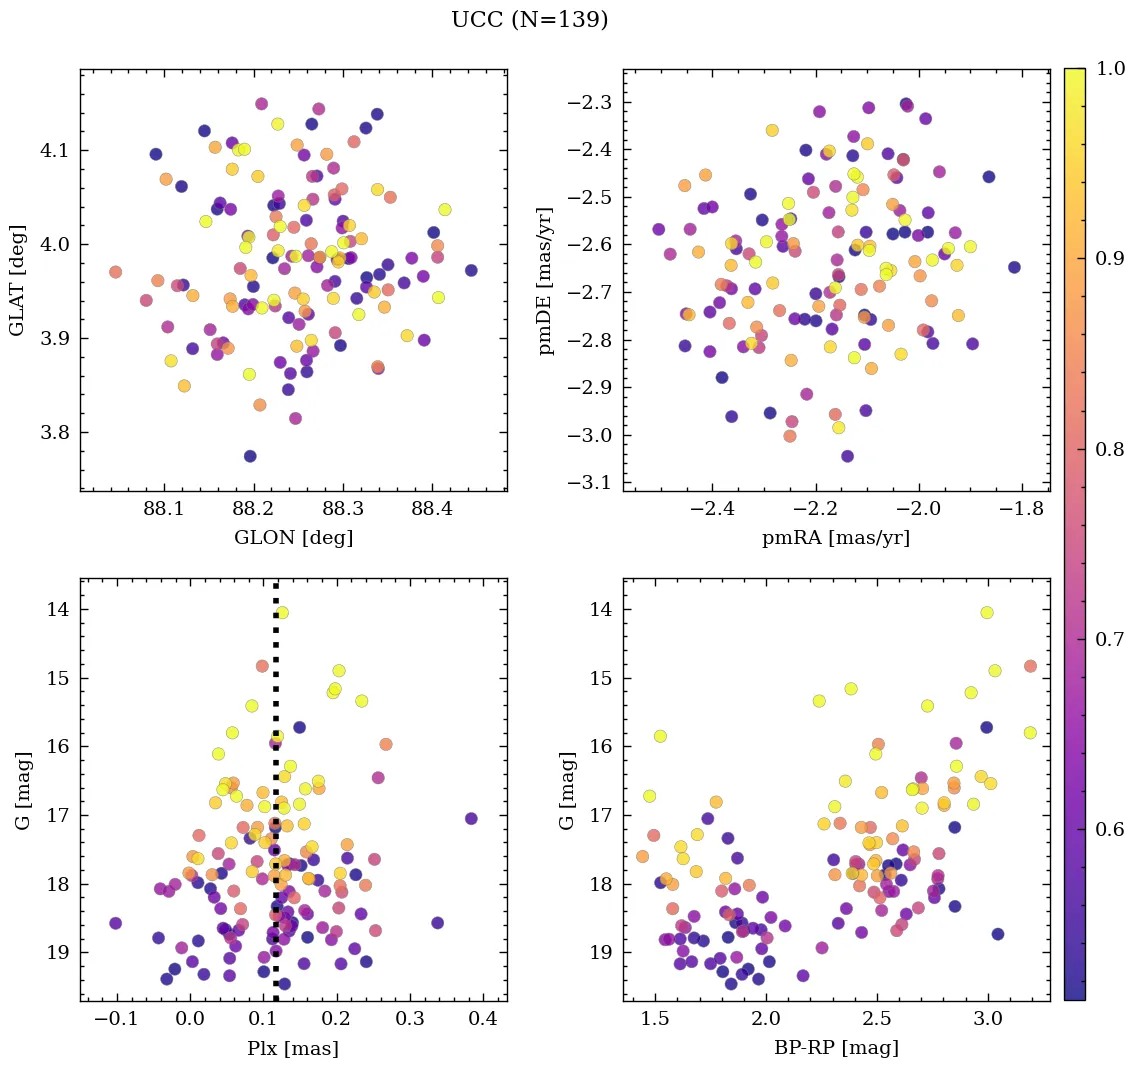 UCC (N=139)
4.1
4.0
3.9
3.8
GLAT [deg]
88.1 88.2 88.3 88.4
GLON [deg]
−2.3
−2.4
−2.5
−2.6
−2.7
−2.8
−2.9
−3.0
−3.1
pmDE [mas/yr]
−2.4 −2.2 −2.0 −1.8
pmRA [mas/yr]
14
15
16
17
18
19
G [mag]
−0.1 0.0 0.1 0.2 0.3 0.4
Plx [mas]
14
15
16
17
18
19
G [mag]
1.5 2.0 2.5 3.0
BP-RP [mag]
1.0
0.9
0.8
0.7
0.6